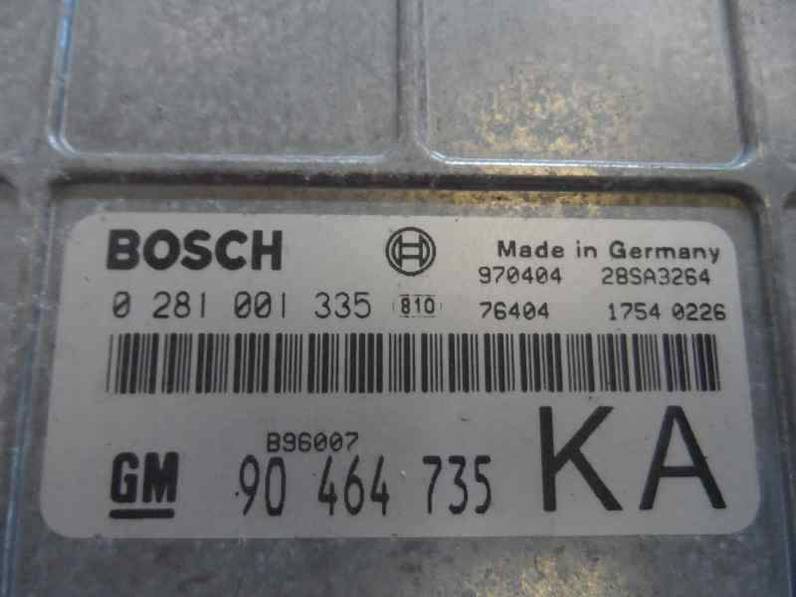 BOSCH Made in Germany
970404 28SA3264
0 281 001 335 810 76404 1754 0226
B96007
GM 90 464 735 KA